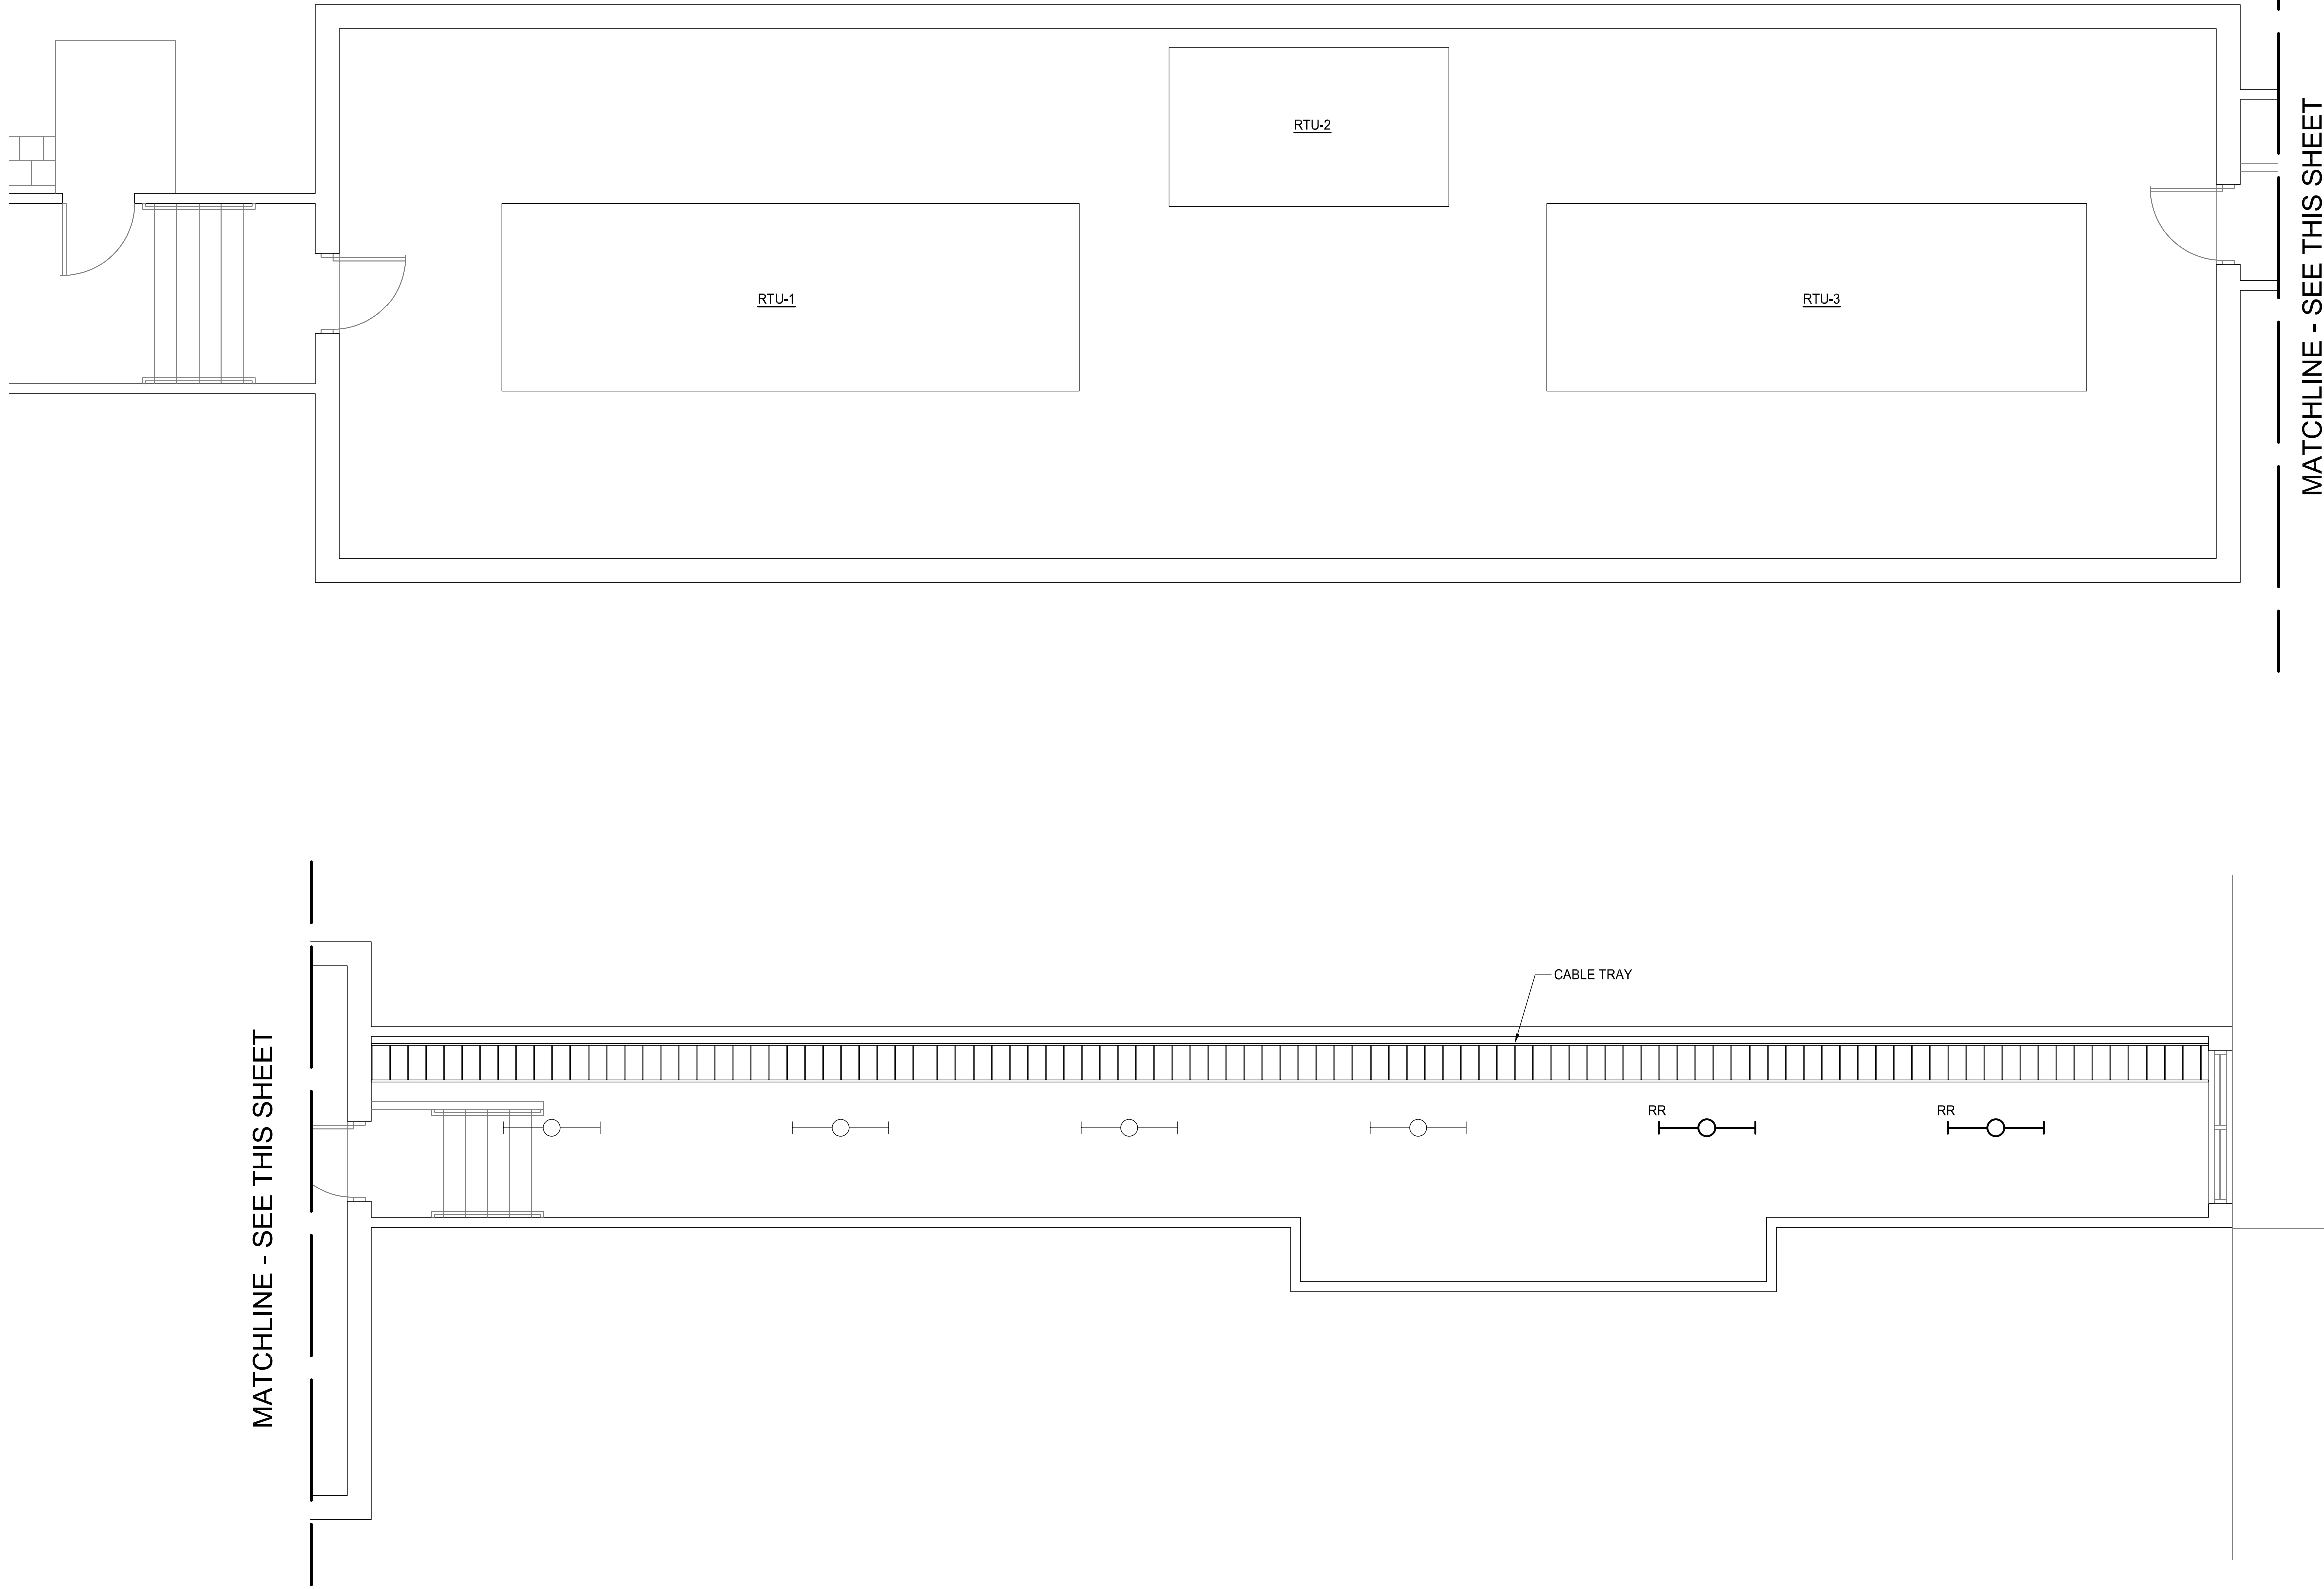 RTU-2
RTU-1
RTU-3
MATCHLINE - SEE THIS SHEET
CABLE TRAY
RR
RR
MATCHLINE - SEE THIS SHEET